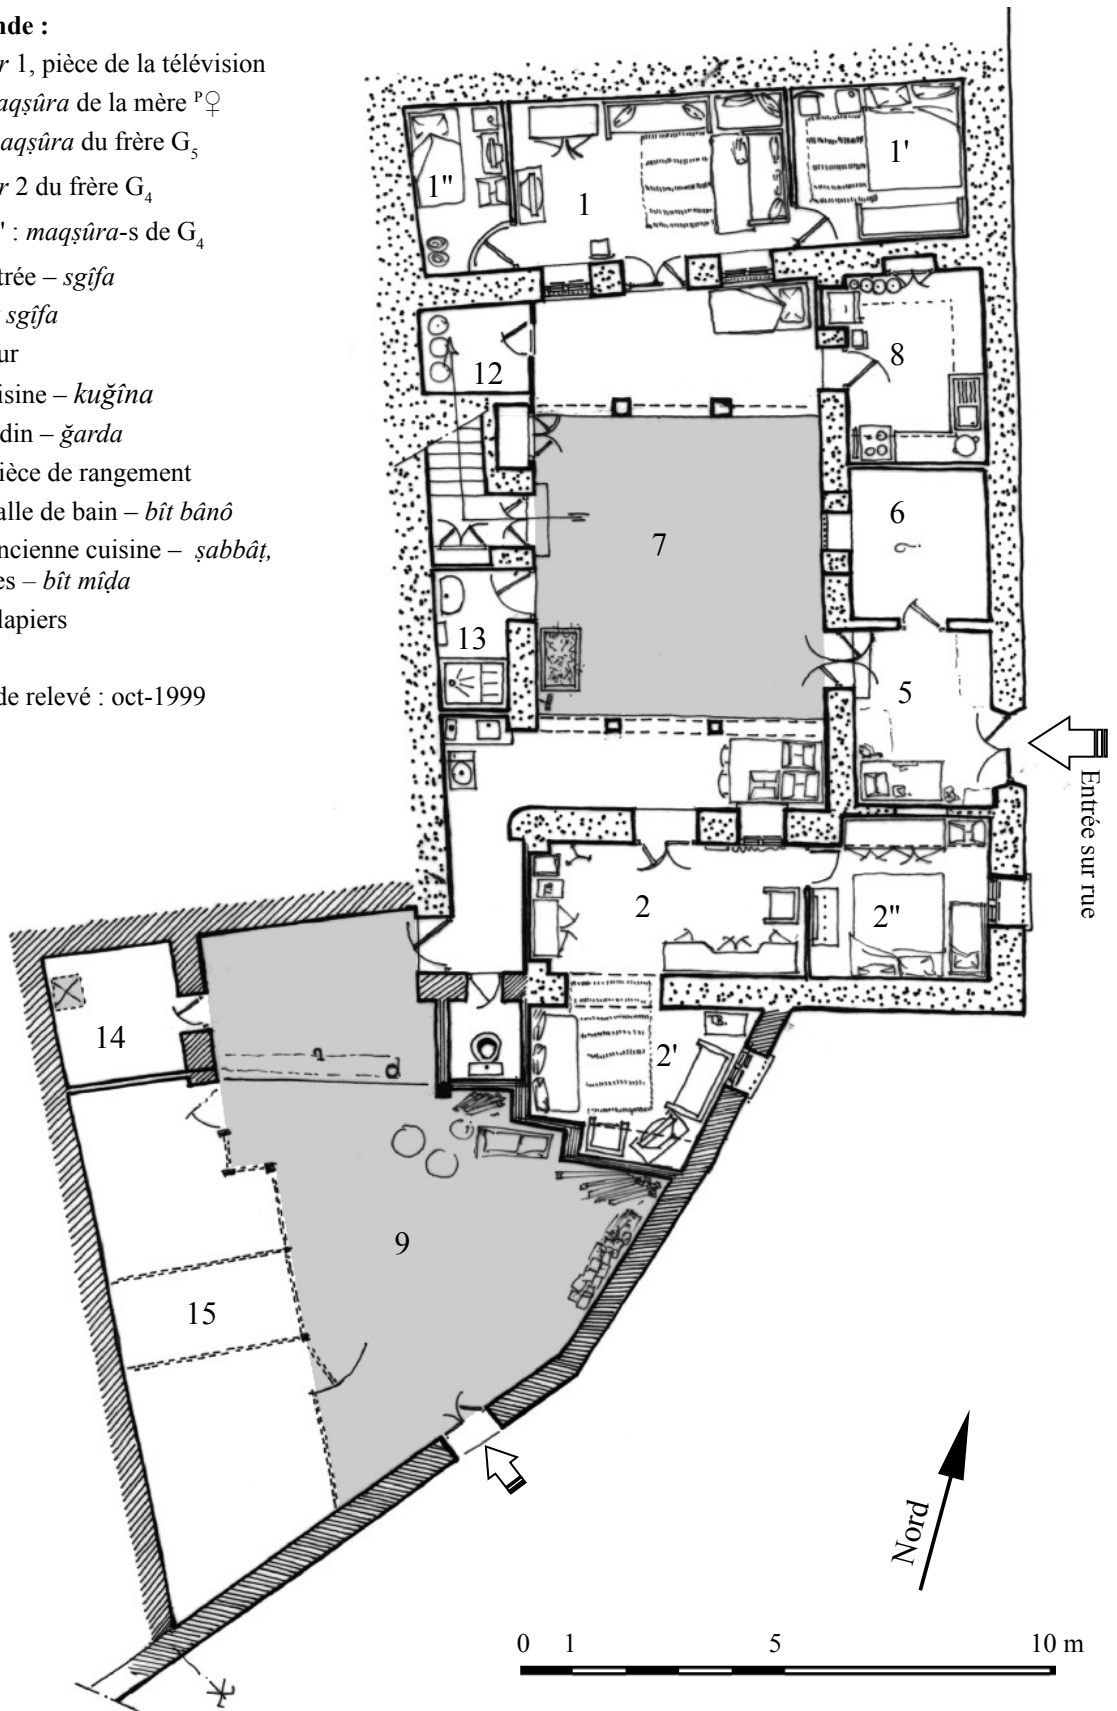 nde :
r 1, pièce de la télévision
aqṣûra de la mère ᴾ♀
aqṣûra du frère G₅
r 2 du frère G₄
' : maqṣûra-s de G₄
trée – sgîfa
sgîfa
ur
isine – kuğîna
din – ğarda
ièce de rangement
alle de bain – bît bânô
ncienne cuisine – ṣabbâṭ,
es – bît mîḍa
lapiers
de relevé : oct-1999
1''
1
1'
12
8
6
?
7
13
5
Entrée sur rue
2
2''
14
2'
9
15
Nord
0 1 5 10 m